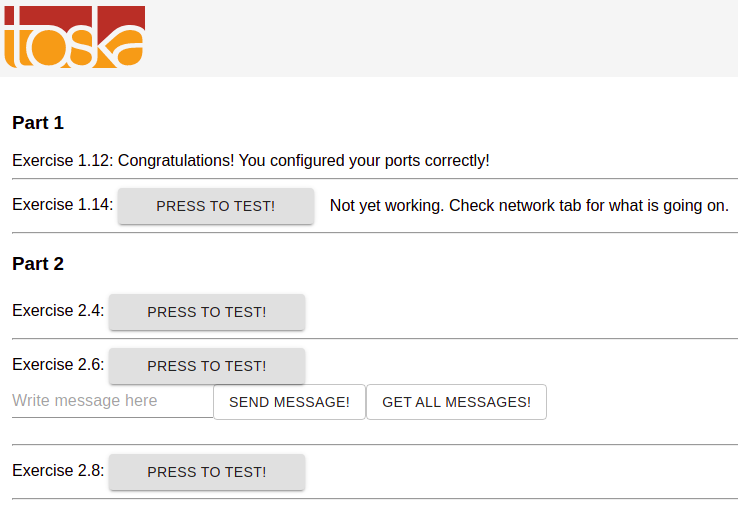 toska
Part 1
Exercise 1.12: Congratulations! You configured your ports correctly!
Exercise 1.14: PRESS TO TEST! Not yet working. Check network tab for what is going on.
Part 2
Exercise 2.4: PRESS TO TEST!
Exercise 2.6: PRESS TO TEST!
Write message here SEND MESSAGE! GET ALL MESSAGES!
Exercise 2.8: PRESS TO TEST!